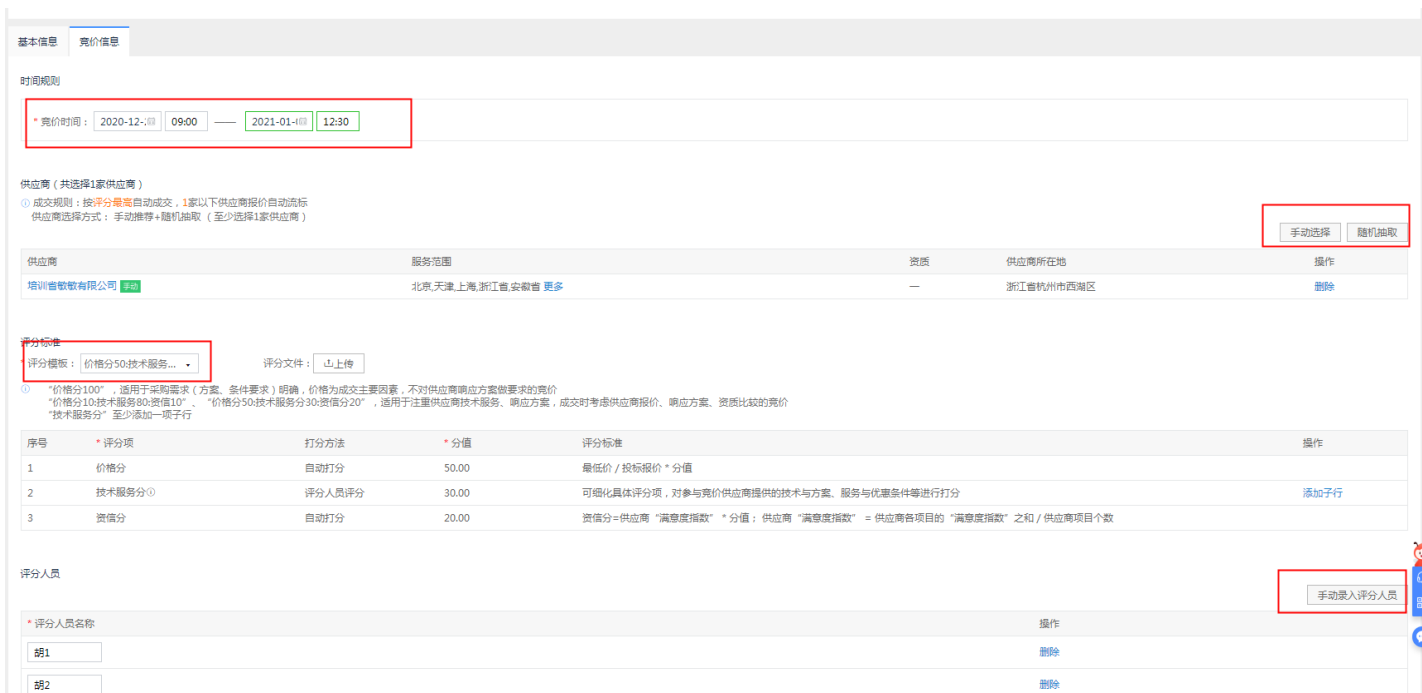 基本信息 竞价信息
时间规则
* 竞价时间： 2020-12-: 09:00 —— 2021-01-( 12:30
供应商（共选择1家供应商）
成交规则：按评分最高自动成交，1家以下供应商报价自动流标
供应商选择方式： 手动推荐+随机抽取 （至少选择1家供应商）
手动选择 随机抽取
供应商 服务范围 资质 供应商所在地 操作
培训省敏敏有限公司 手动 北京,天津,上海,浙江省,安徽省 更多 — 浙江省杭州市西湖区 删除
评分标准
* 评分模板： 价格分50:技术服务... 评分文件： 上传
“价格分100”，适用于采购需求（方案、条件要求）明确，价格为成交主要因素，不对供应商响应方案做要求的竞价
“价格分10:技术服务80:资信10”、 “价格分50:技术服务分30:资信分20”，适用于注重供应商技术服务、响应方案，成交时考虑供应商报价、响应方案、资质比较的竞价
“技术服务分”至少添加一项子行
序号 * 评分项 打分方法 * 分值 评分标准 操作
1 价格分 自动打分 50.00 最低价 / 投标报价 * 分值
2 技术服务分 评分人员评分 30.00 可细化具体评分项，对参与竞价供应商提供的技术与方案、服务与优惠条件等进行打分 添加子行
3 资信分 自动打分 20.00 资信分=供应商“满意度指数” * 分值； 供应商“满意度指数” = 供应商各项目的“满意度指数”之和 / 供应商项目个数
评分人员
手动录入评分人员
* 评分人员名称 操作
胡1 删除
胡2 删除